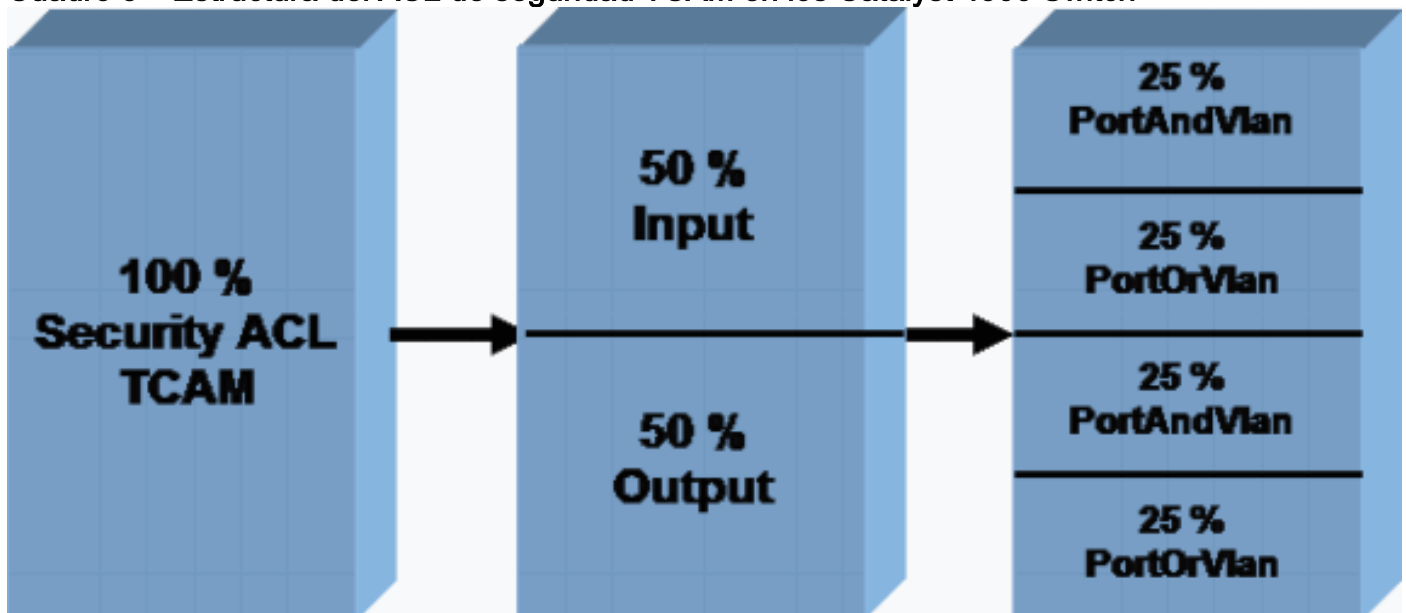 100 %
Security ACL
TCAM
50 %
Input
50 %
Output
25 %
PortAndVlan
25 %
PortOrVlan
25 %
PortAndVlan
25 %
PortOrVlan